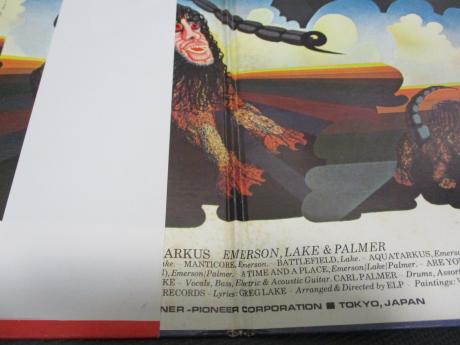 ARKUS EMERSON, LAKE & PALMER
ke. – MANTICORE, Emerson. – BATTLEFIELD, Lake. – AQUATARKUS, Emerson.
), Emerson/Palmer. – A TIME AND A PLACE, Emerson/Lake/Palmer. – ARE YO
KE – Vocals, Bass, Electric & Acoustic Guitar. CARL PALMER – Drums, Assort
RECORDS – Lyrics: GREG LAKE – Arranged & Directed by ELP – Paintings: W
NER-PIONEER CORPORATION ■ TOKYO, JAPAN